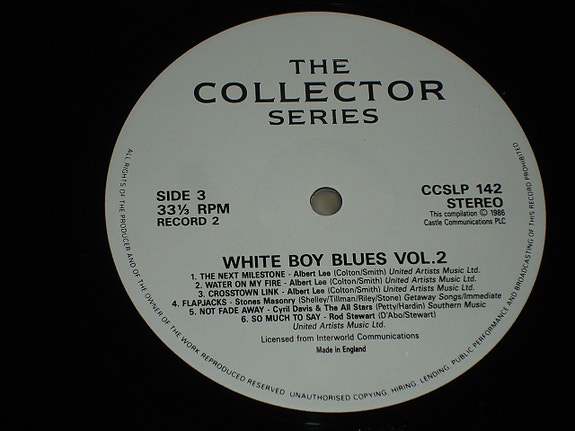 THE
COLLECTOR
SERIES
SIDE 3
33⅓ RPM
RECORD 2
CCSLP 142
STEREO
This compilation © 1986
Castle Communications PLC
WHITE BOY BLUES VOL.2
1. THE NEXT MILESTONE - Albert Lee (Colton/Smith) United Artists Music Ltd.
2. WATER ON MY FIRE - Albert Lee (Colton/Smith) United Artists Music Ltd.
3. CROSSTOWN LINK - Albert Lee (Colton/Smith) United Artists Music Ltd.
4. FLAPJACKS - Stones Masonry (Shelley/Tillman/Riley/Stone) Getaway Songs/Immediate
5. NOT FADE AWAY - Cyril Davis & The All Stars (Petty/Hardin) Southern Music
6. SO MUCH TO SAY - Rod Stewart (D'Abo/Stewart)
United Artists Music Ltd.
Licensed from Interworld Communications
Made in England
ALL RIGHTS OF THE PRODUCER AND OF THE OWNER OF THE WORK REPRODUCED RESERVED. UNAUTHORISED COPYING, HIRING, LENDING, PUBLIC PERFORMANCE AND BROADCASTING OF THIS RECORD PROHIBITED